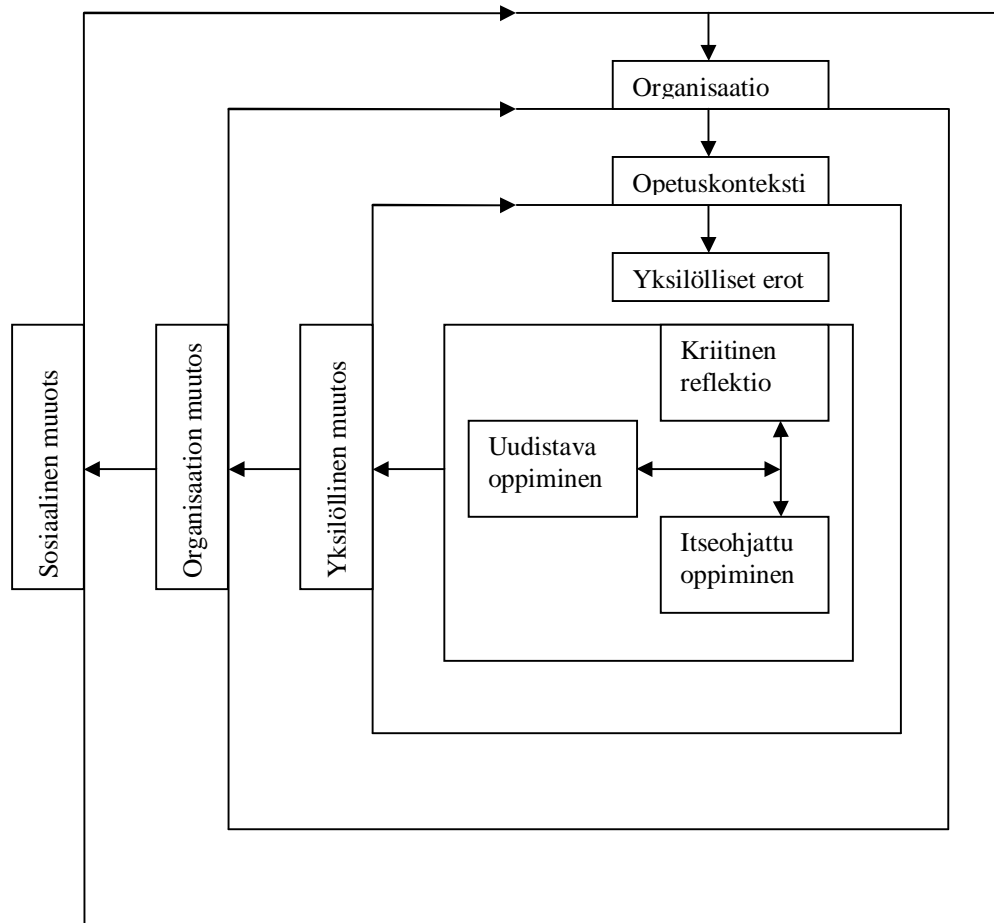 Organisaatio
Opetuskonteksti
Yksilölliset erot
Kriitinen
reflektio
Uudistava
oppiminen
Itseohjattu
oppiminen
Sosiaalinen muuots
Organisaation muutos
Yksilöllinen muutos